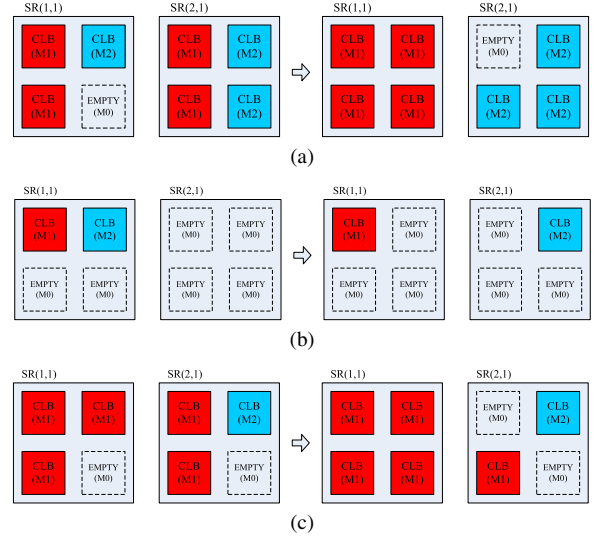 SR(1,1) SR(2,1) SR(1,1) SR(2,1)
CLB CLB CLB CLB CLB CLB EMPTY CLB
(M1) (M2) (M1) (M2) (M1) (M1) (M0) (M2)
CLB EMPTY CLB CLB CLB CLB CLB CLB
(M1) (M0) (M1) (M2) (M1) (M1) (M2) (M2)
(a)
SR(1,1) SR(2,1) SR(1,1) SR(2,1)
CLB CLB EMPTY EMPTY CLB EMPTY EMPTY CLB
(M1) (M2) (M0) (M0) (M1) (M0) (M0) (M2)
EMPTY EMPTY EMPTY EMPTY EMPTY EMPTY EMPTY EMPTY
(M0) (M0) (M0) (M0) (M0) (M0) (M0) (M0)
(b)
SR(1,1) SR(2,1) SR(1,1) SR(2,1)
CLB CLB CLB CLB CLB CLB EMPTY CLB
(M1) (M1) (M1) (M2) (M1) (M1) (M0) (M2)
CLB EMPTY CLB EMPTY CLB CLB CLB EMPTY
(M1) (M0) (M1) (M0) (M1) (M1) (M1) (M0)
(c)